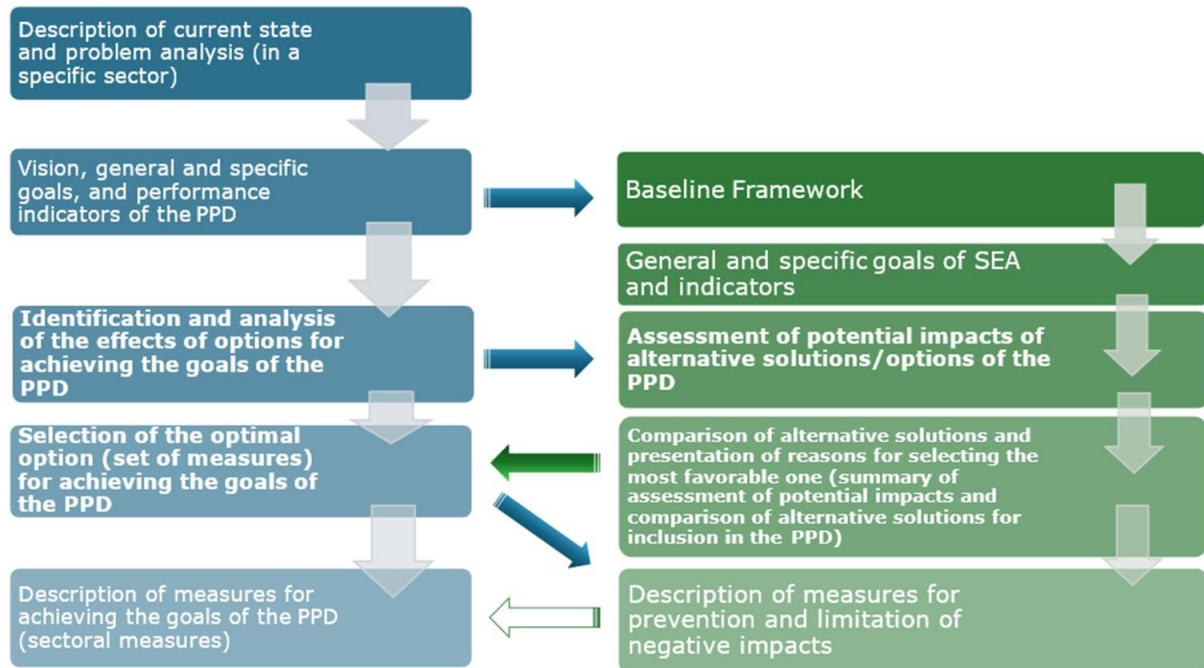 Description of current state
and problem analysis (in a
specific sector)
Vision, general and specific
goals, and performance
indicators of the PPD
Baseline Framework
General and specific goals of SEA
and indicators
Identification and analysis
of the effects of options for
achieving the goals of the
PPD
Assessment of potential impacts of
alternative solutions/options of the
PPD
Selection of the optimal
option (set of measures)
for achieving the goals of
the PPD
Comparison of alternative solutions and
presentation of reasons for selecting the
most favorable one (summary of
assessment of potential impacts and
comparison of alternative solutions for
inclusion in the PPD)
Description of measures for
achieving the goals of the PPD
(sectoral measures)
Description of measures for
prevention and limitation of
negative impacts